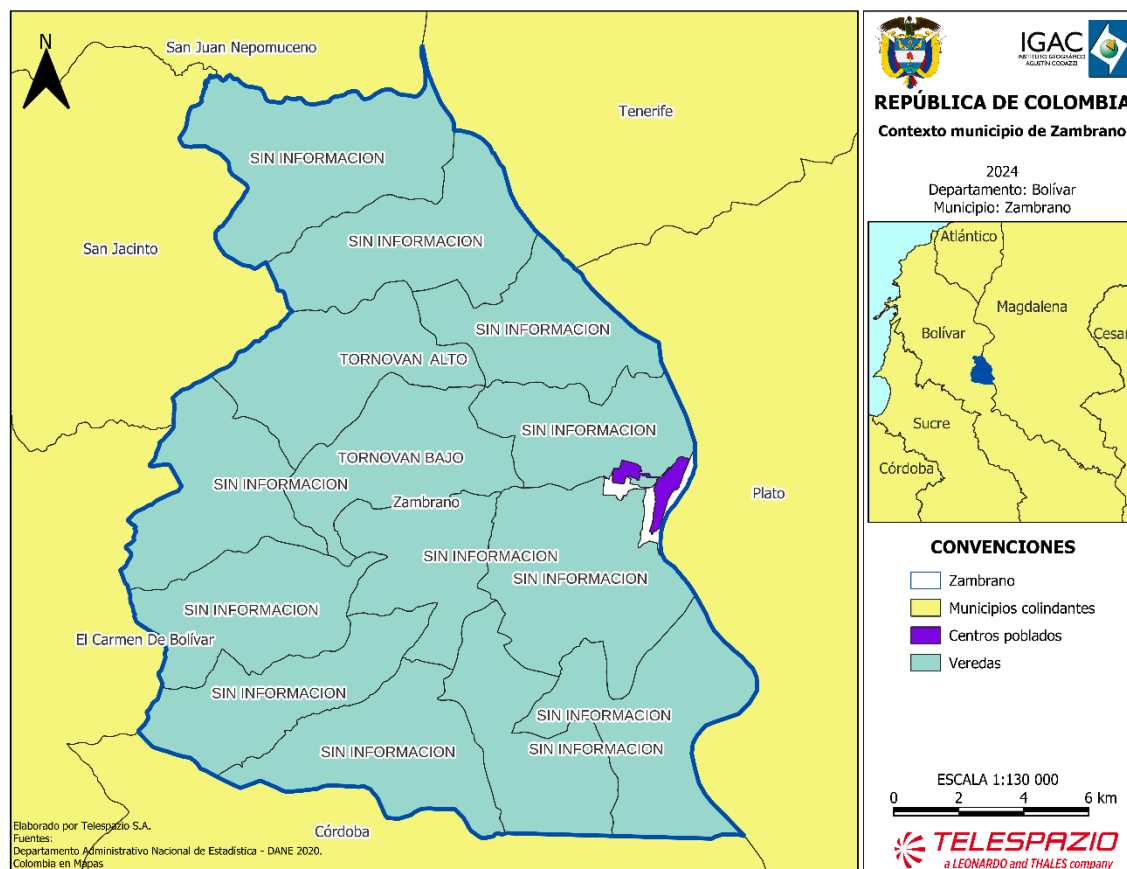 N
San Juan Nepomuceno
Tenerife
SIN INFORMACION
San Jacinto
SIN INFORMACION
SIN INFORMACION
TORNOVAN ALTO
SIN INFORMACION
TORNOVAN BAJO
SIN INFORMACION
Plato
Zambrano
SIN INFORMACION
SIN INFORMACION
SIN INFORMACION
El Carmen De Bolívar
SIN INFORMACION
SIN INFORMACION
SIN INFORMACION
SIN INFORMACION
Córdoba
Elaborado por Telespazio S.A.
Fuentes:
Departamento Administrativo Nacional de Estadística - DANE 2020.
Colombia en Mapas
IGAC
INSTITUTO GEOGRÁFICO
AGUSTÍN CODAZZI
REPÚBLICA DE COLOMBIA
Contexto municipio de Zambrano
2024
Departamento: Bolívar
Municipio: Zambrano
Atlántico
Magdalena
Bolívar
Cesar
Sucre
Córdoba
CONVENCIONES
Zambrano
Municipios colindantes
Centros poblados
Veredas
ESCALA 1:130 000
0 2 4 6 km
TELESPAZIO
a LEONARDO and THALES company